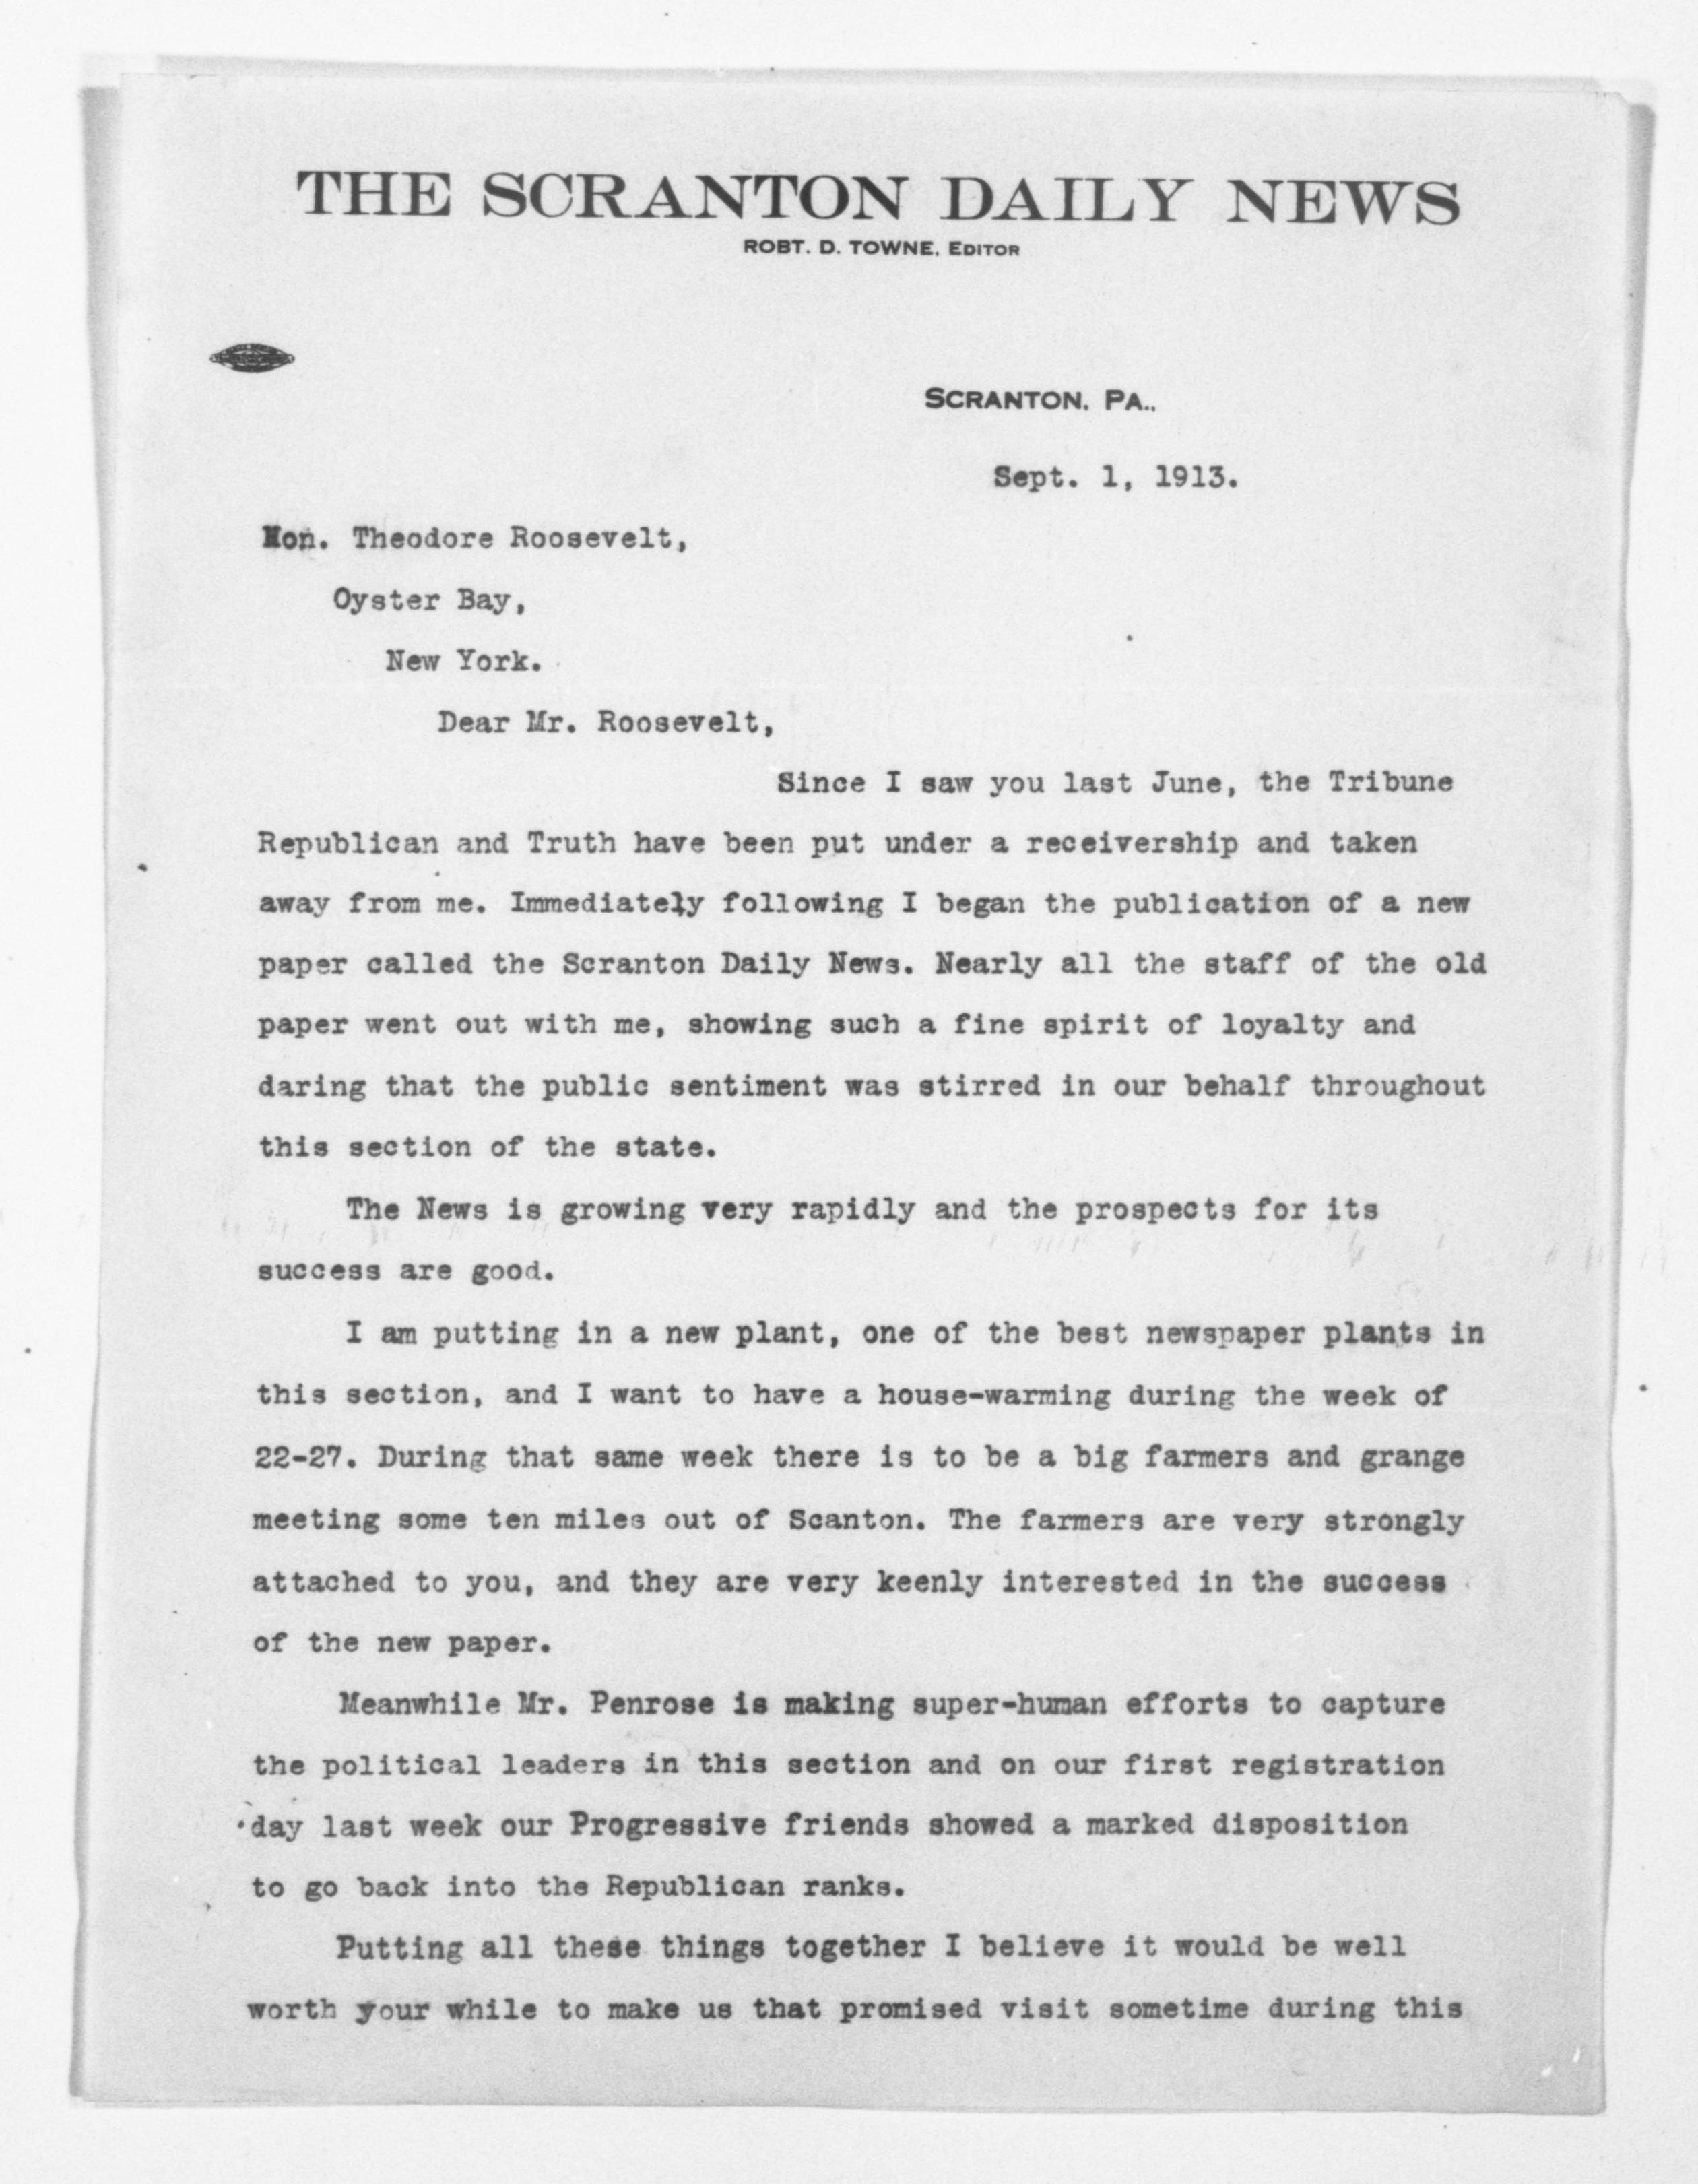 THE SCRANTON DAILY NEWS
ROBT. D. TOWNE, EDITOR
SCRANTON, PA.,
Sept. 1, 1913.
Hon. Theodore Roosevelt,
Oyster Bay,
New York.
Dear Mr. Roosevelt,
Since I saw you last June, the Tribune
Republican and Truth have been put under a receivership and taken
away from me. Immediately following I began the publication of a new
paper called the Scranton Daily News. Nearly all the staff of the old
paper went out with me, showing such a fine spirit of loyalty and
daring that the public sentiment was stirred in our behalf throughout
this section of the state.
The News is growing very rapidly and the prospects for its
success are good.
I am putting in a new plant, one of the best newspaper plants in
this section, and I want to have a house-warming during the week of
22-27. During that same week there is to be a big farmers and grange
meeting some ten miles out of Scanton. The farmers are very strongly
attached to you, and they are very keenly interested in the success
of the new paper.
Meanwhile Mr. Penrose is making super-human efforts to capture
the political leaders in this section and on our first registration
day last week our Progressive friends showed a marked disposition
to go back into the Republican ranks.
Putting all these things together I believe it would be well
worth your while to make us that promised visit sometime during this